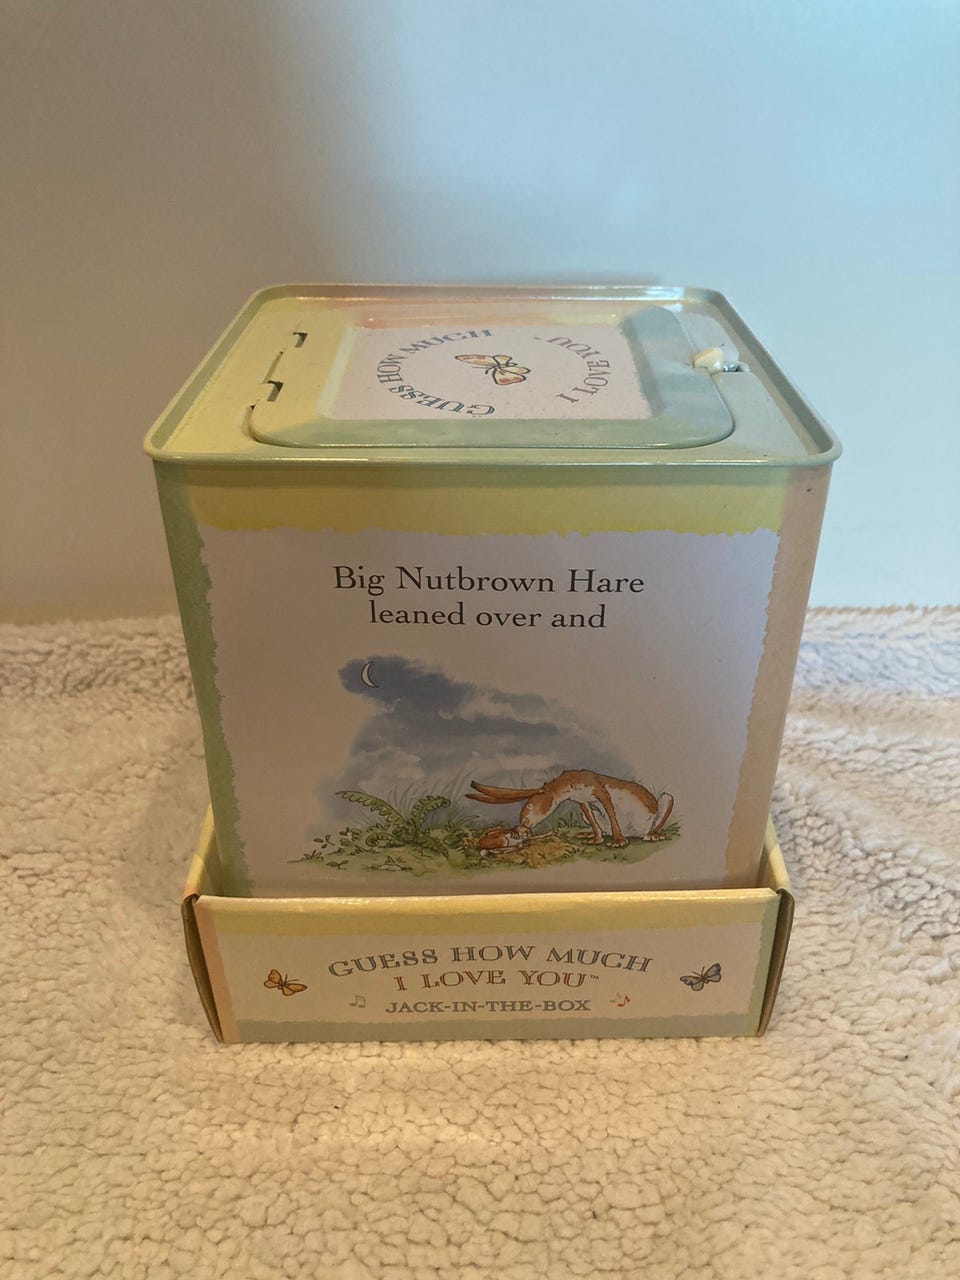 GUESS HOW MUCH
I LOVE YOU™
Big Nutbrown Hare
leaned over and
GUESS HOW MUCH
I LOVE YOU™
JACK-IN-THE-BOX